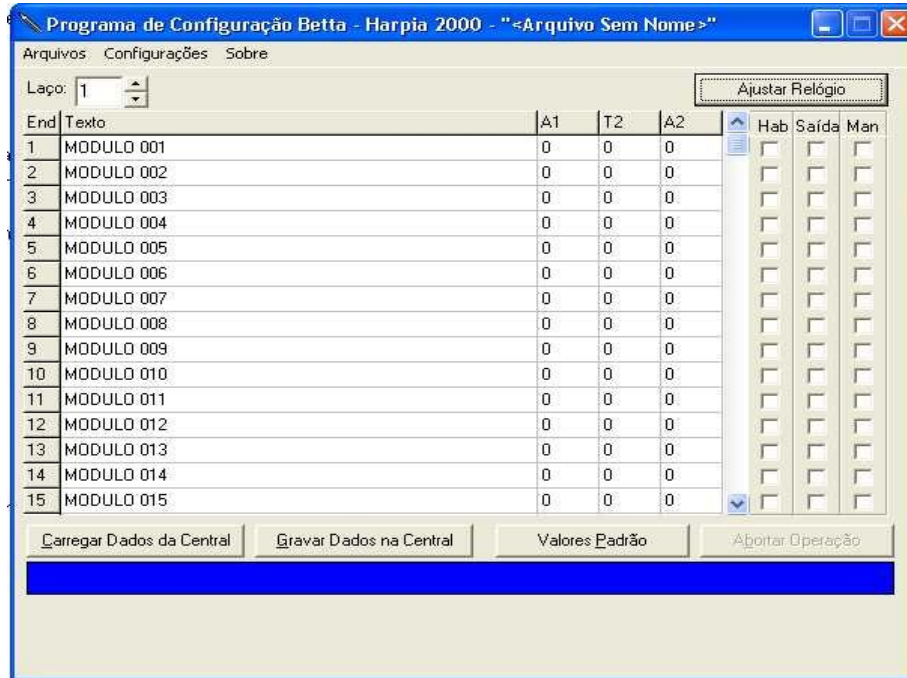 Programa de Configuração Betta - Harpia 2000 - "<Arquivo Sem Nome>"
Arquivos Configurações Sobre
Laço: 1 Ajustar Relógio
End Texto A1 T2 A2 Hab Saída Man
1 MODULO 001 0 0 0
2 MODULO 002 0 0 0
3 MODULO 003 0 0 0
4 MODULO 004 0 0 0
5 MODULO 005 0 0 0
6 MODULO 006 0 0 0
7 MODULO 007 0 0 0
8 MODULO 008 0 0 0
9 MODULO 009 0 0 0
10 MODULO 010 0 0 0
11 MODULO 011 0 0 0
12 MODULO 012 0 0 0
13 MODULO 013 0 0 0
14 MODULO 014 0 0 0
15 MODULO 015 0 0 0
Carregar Dados da Central Gravar Dados na Central Valores Padrão Abortar Operação